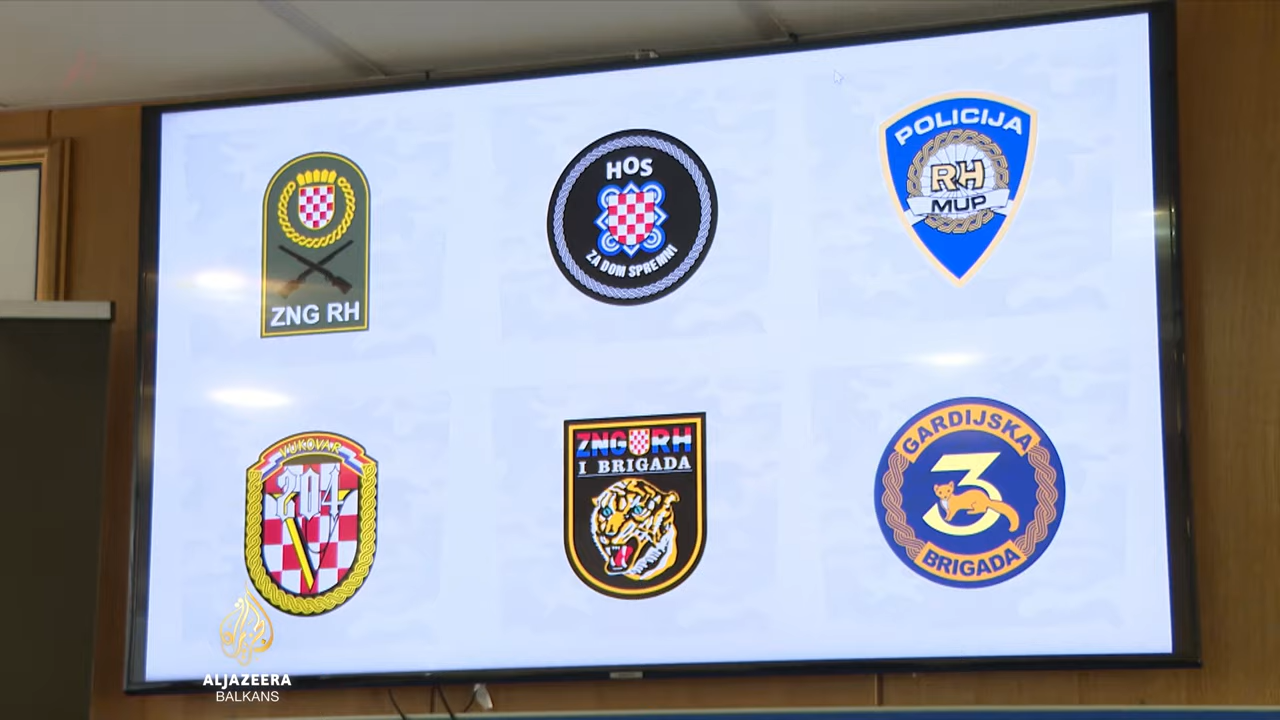 ZNG RH
HOS
ZA DOM SPREMNI
POLICIJA
RH
MUP
VUKOVAR
204
ZNG RH
I BRIGADA
GARDIJSKA
3
BRIGADA
ALJAZEERA
BALKANS